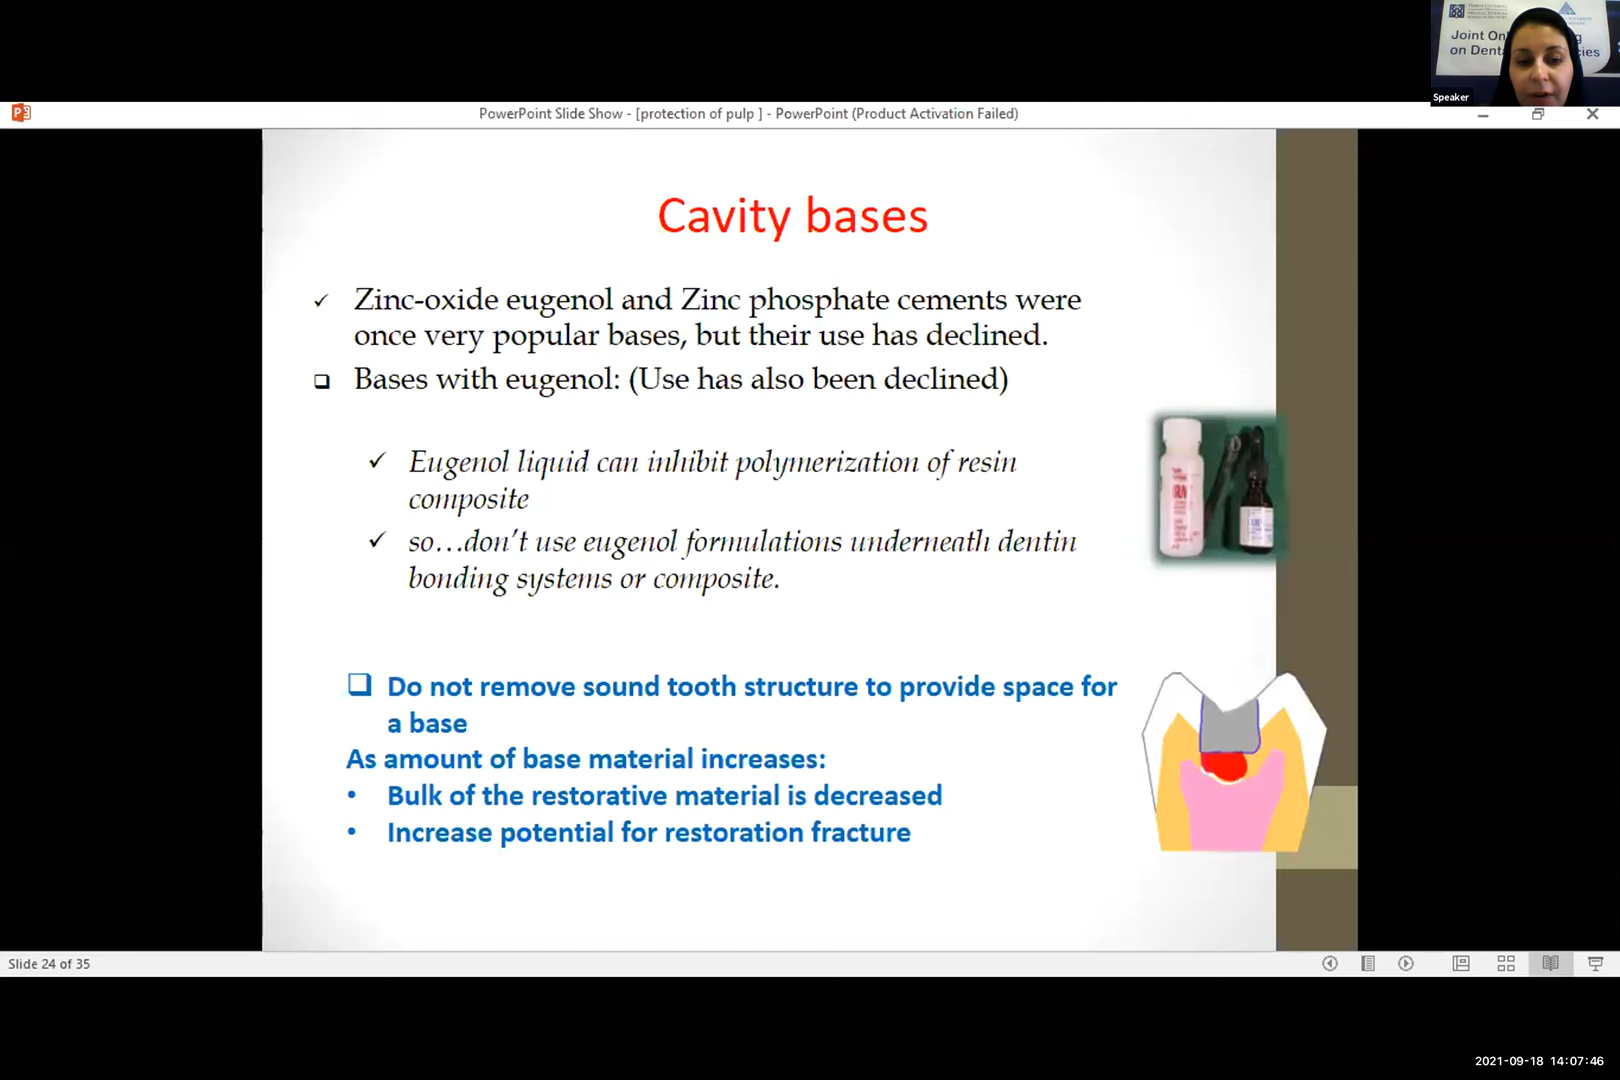 Joint Onl
on Denta
cies
Speaker
PowerPoint Slide Show - [protection of pulp ] - PowerPoint (Product Activation Failed)
Cavity bases
Zinc-oxide eugenol and Zinc phosphate cements were
once very popular bases, but their use has declined.
Bases with eugenol: (Use has also been declined)
Eugenol liquid can inhibit polymerization of resin
composite
so…don’t use eugenol formulations underneath dentin
bonding systems or composite.
Do not remove sound tooth structure to provide space for
a base
As amount of base material increases:
• Bulk of the restorative material is decreased
• Increase potential for restoration fracture
Slide 24 of 35
2021-09-18 14:07:46